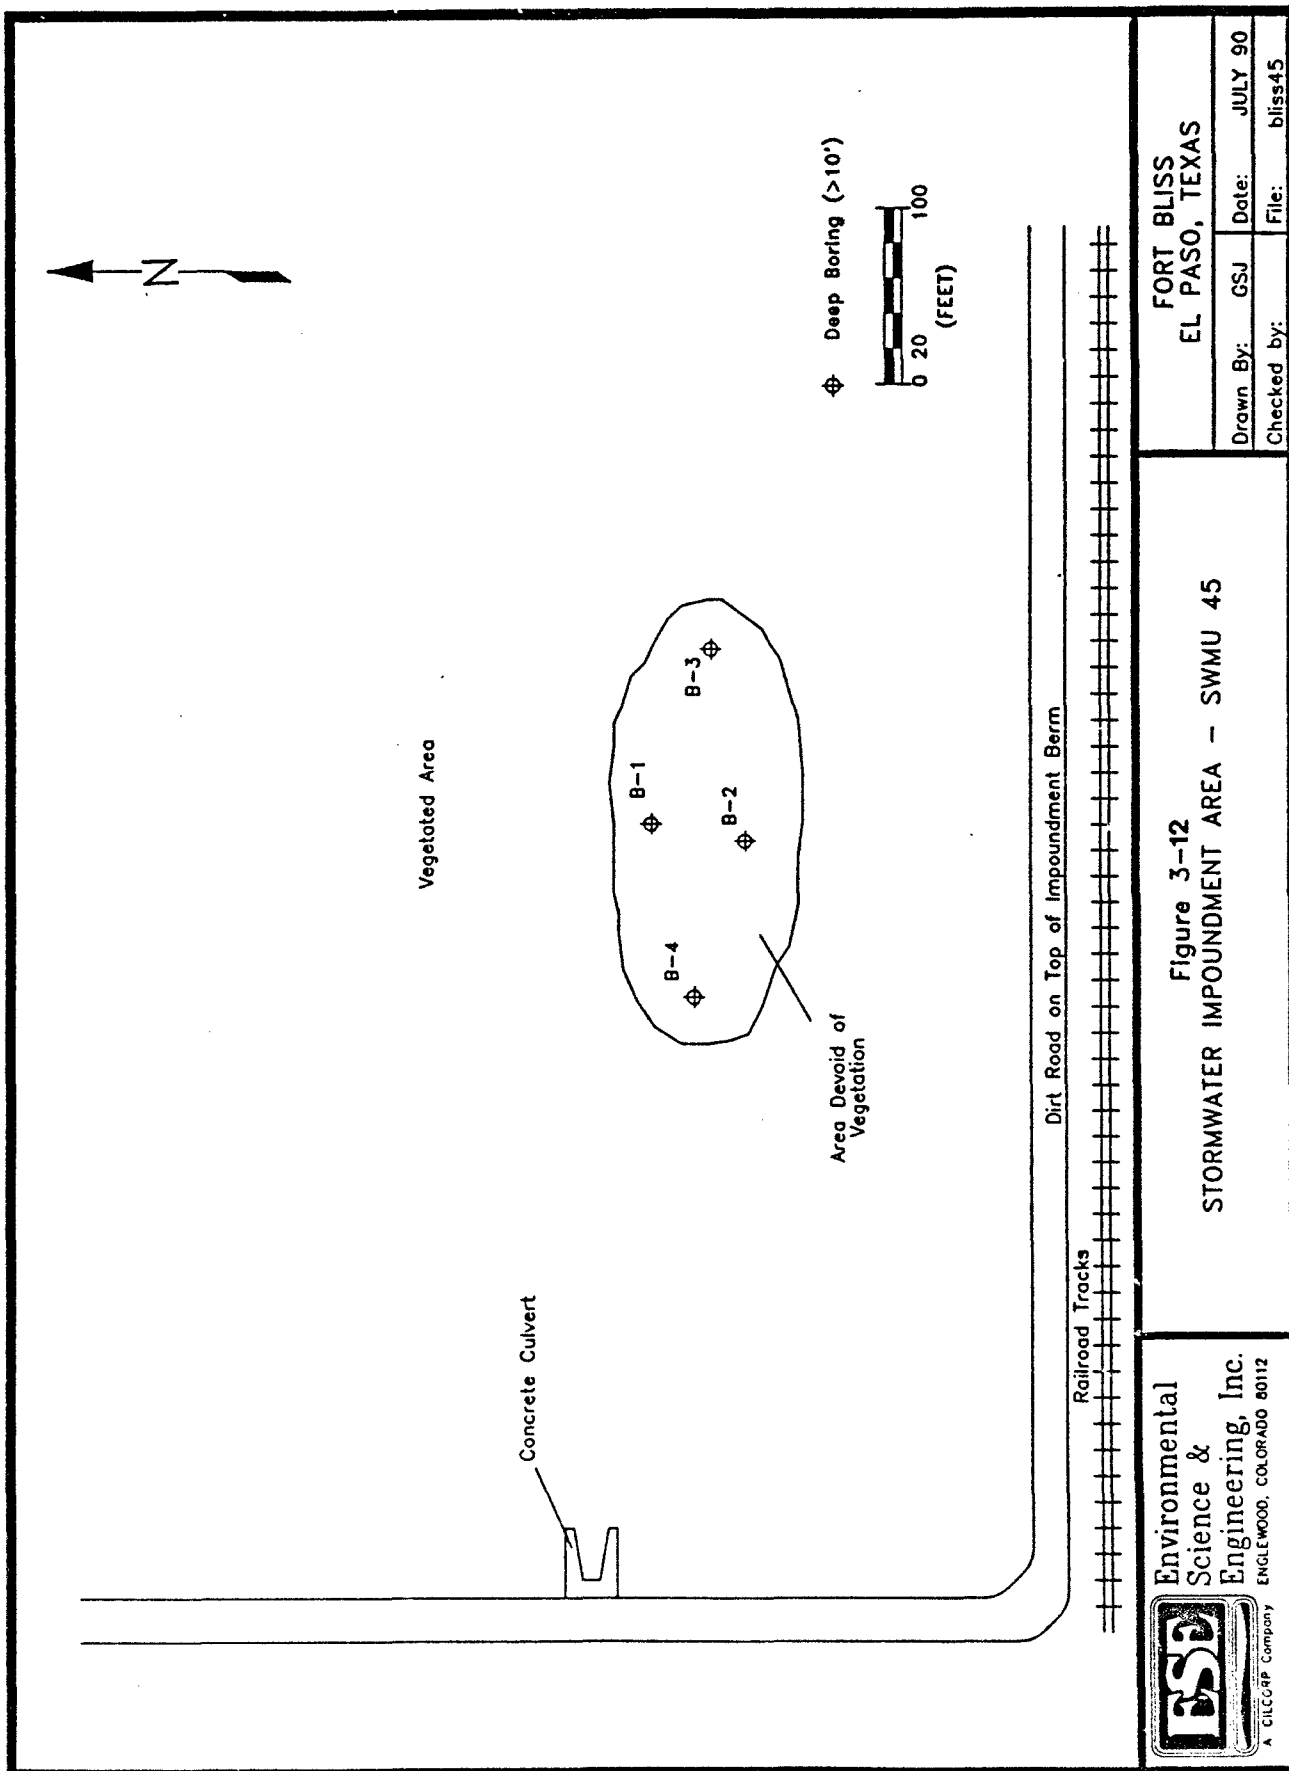 N
Vegetated Area
Deep Boring (>10')
0 20 100
(FEET)
B-1
B-2
B-3
B-4
Area Devoid of
Vegetation
Concrete Culvert
Dirt Road on Top of Impoundment Berm
Railroad Tracks
ESE
Environmental
Science &
Engineering, Inc.
A CILCORP Company
ENGLEWOOD, COLORADO 80112
Figure 3-12
STORMWATER IMPOUNDMENT AREA - SWMU 45
FORT BLISS
EL PASO, TEXAS
Drawn By: GSJ
Date: JULY 90
Checked by:
File: bliss45